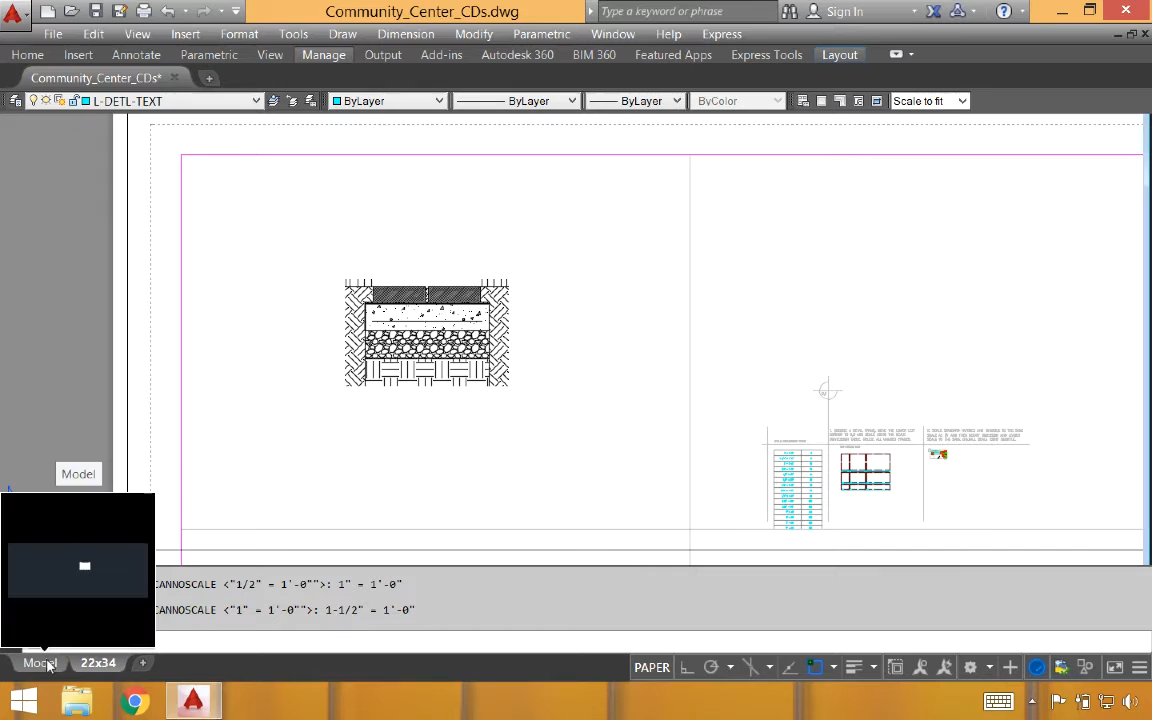 Community_Center_CDs.dwg
Type a keyword or phrase
Sign In
File Edit View Insert Format Tools Draw Dimension Modify Parametric Window Help Express
Home Insert Annotate Parametric View Manage Output Add-ins Autodesk 360 BIM 360 Featured Apps Express Tools Layout
Community_Center_CDs*
L-DETL-TEXT ByLayer ByLayer ByLayer ByColor Scale to fit
Model
CANNOSCALE <"1/2" = 1'-0"">: 1" = 1'-0"
CANNOSCALE <"1" = 1'-0"">: 1-1/2" = 1'-0"
Model 22x34 PAPER